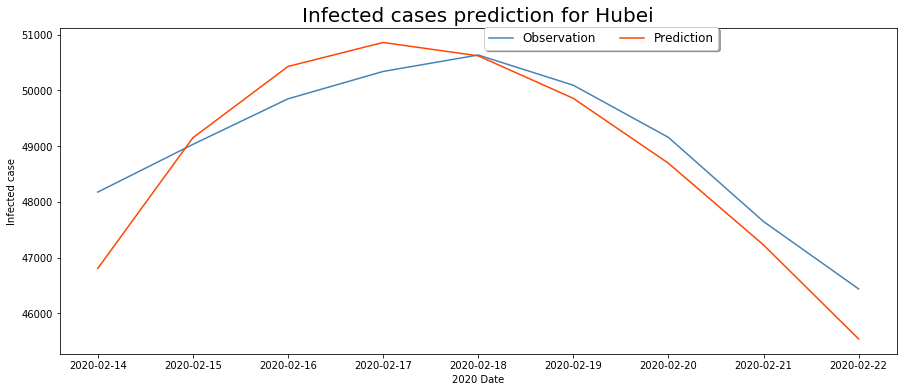 Infected cases prediction for Hubei
Observation Prediction
51000
50000
49000
48000
47000
46000
Infected case
2020-02-14 2020-02-15 2020-02-16 2020-02-17 2020-02-18 2020-02-19 2020-02-20 2020-02-21 2020-02-22
2020 Date